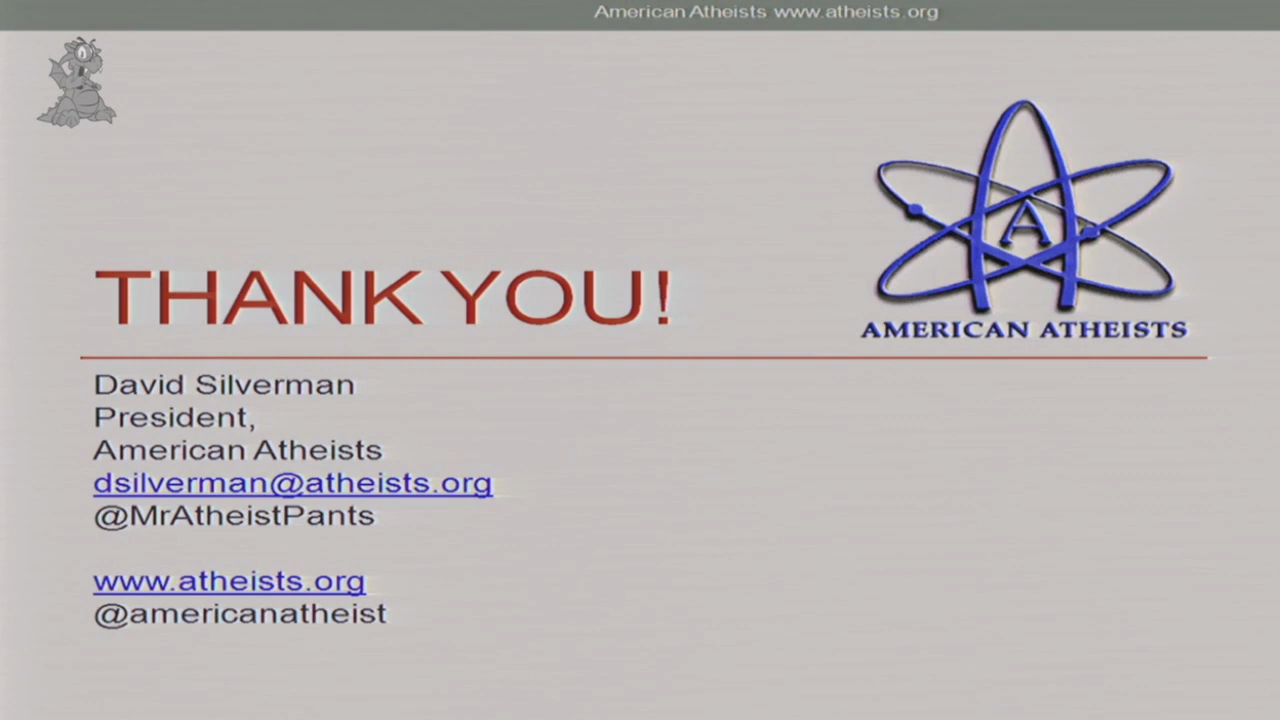 American Atheists www.atheists.org
A
AMERICAN ATHEISTS
THANK YOU!
David Silverman
President,
American Atheists
dsilverman@atheists.org
@MrAtheistPants
www.atheists.org
@americanatheist